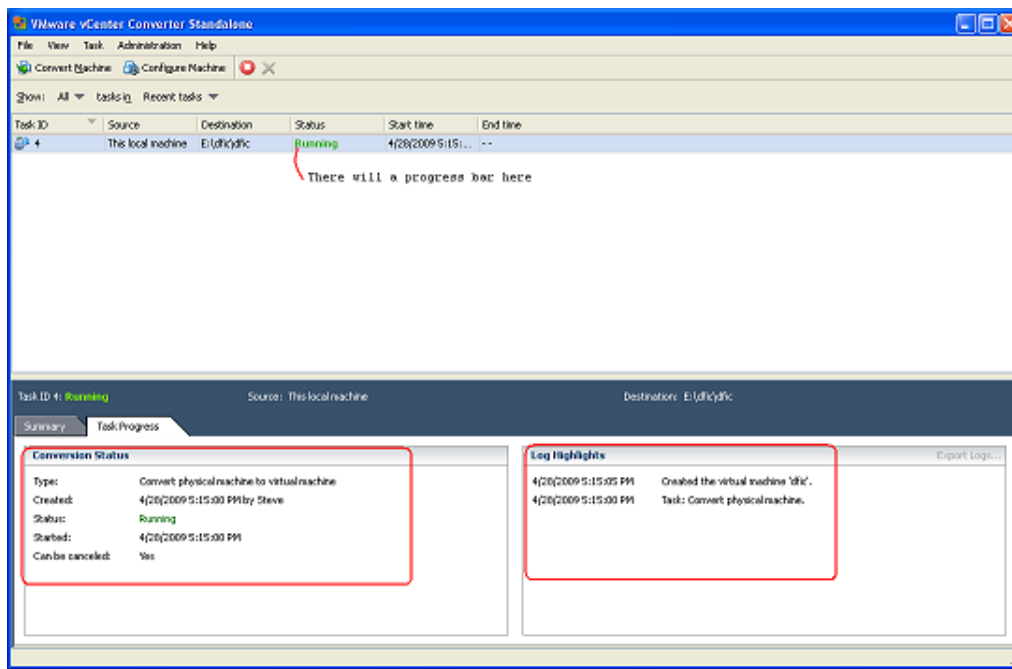 VMware vCenter Converter Standalone
File View Task Administration Help
Convert Machine Configure Machine
Show: All tasks in Recent tasks
Task ID Source Destination Status Start time End time
4 This local machine E:\dfic\dfic Running 4/28/2009 5:15:... --
There will a progress bar here
Task ID 4: Running Source: This local machine Destination: E:\dfic\dfic
Summary Task Progress
Conversion Status
Type: Convert physical machine to virtual machine
Created: 4/28/2009 5:15:00 PM by Steve
Status: Running
Started: 4/28/2009 5:15:00 PM
Can be canceled: Yes
Log Highlights Export Logs...
4/28/2009 5:15:05 PM Created the virtual machine 'dfic'.
4/28/2009 5:15:00 PM Task: Convert physical machine.